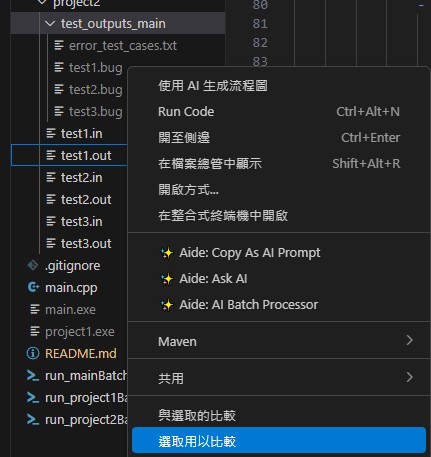 project2
80
test_outputs_main
81
error_test_cases.txt
82
test1.bug
83
test2.bug
test3.bug
test1.in
test1.out
test2.in
test2.out
test3.in
test3.out
.gitignore
main.cpp
main.exe
project1.exe
README.md
run_mainBatch
run_project1Ba
run_project2Ba
使用 AI 生成流程圖
Run Code Ctrl+Alt+N
開至側邊 Ctrl+Enter
在檔案總管中顯示 Shift+Alt+R
開啟方式...
在整合式終端機中開啟
Aide: Copy As AI Prompt
Aide: Ask AI
Aide: AI Batch Processor
Maven
共用
與選取的比較
選取用以比較